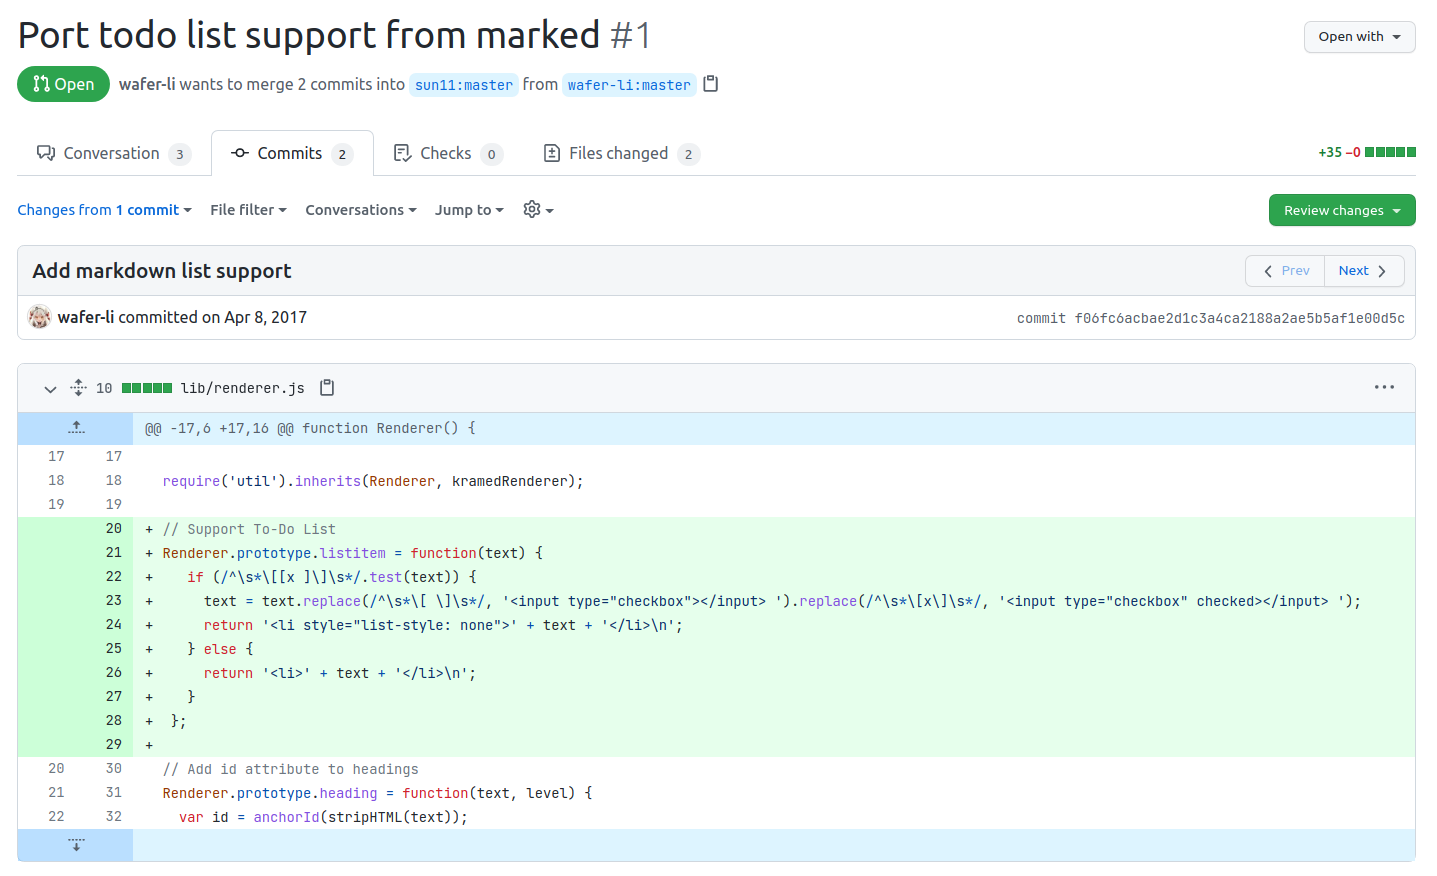 Port todo list support from marked #1
Open with
Open wafer-li wants to merge 2 commits into sun11:master from wafer-li:master
Conversation 3 Commits 2 Checks 0 Files changed 2 +35 −0
Changes from 1 commit File filter Conversations Jump to Review changes
Add markdown list support Prev Next
wafer-li committed on Apr 8, 2017 commit f06fc6acbae2d1c3a4ca2188a2ae5b5af1e00d5c
10 lib/renderer.js
@@ -17,6 +17,16 @@ function Renderer() {
17 17
18 18 require('util').inherits(Renderer, kramedRenderer);
19 19
20 + // Support To-Do List
21 + Renderer.prototype.listitem = function(text) {
22 + if (/^\s*\[[x ]\]\s*/.test(text)) {
23 + text = text.replace(/^\s*\[ \]\s*/, '<input type="checkbox"></input> ').replace(/^\s*\[x\]\s*/, '<input type="checkbox" checked></input> ');
24 + return '<li style="list-style: none">' + text + '</li>\n';
25 + } else {
26 + return '<li>' + text + '</li>\n';
27 + }
28 + };
29 +
20 30 // Add id attribute to headings
21 31 Renderer.prototype.heading = function(text, level) {
22 32 var id = anchorId(stripHTML(text));